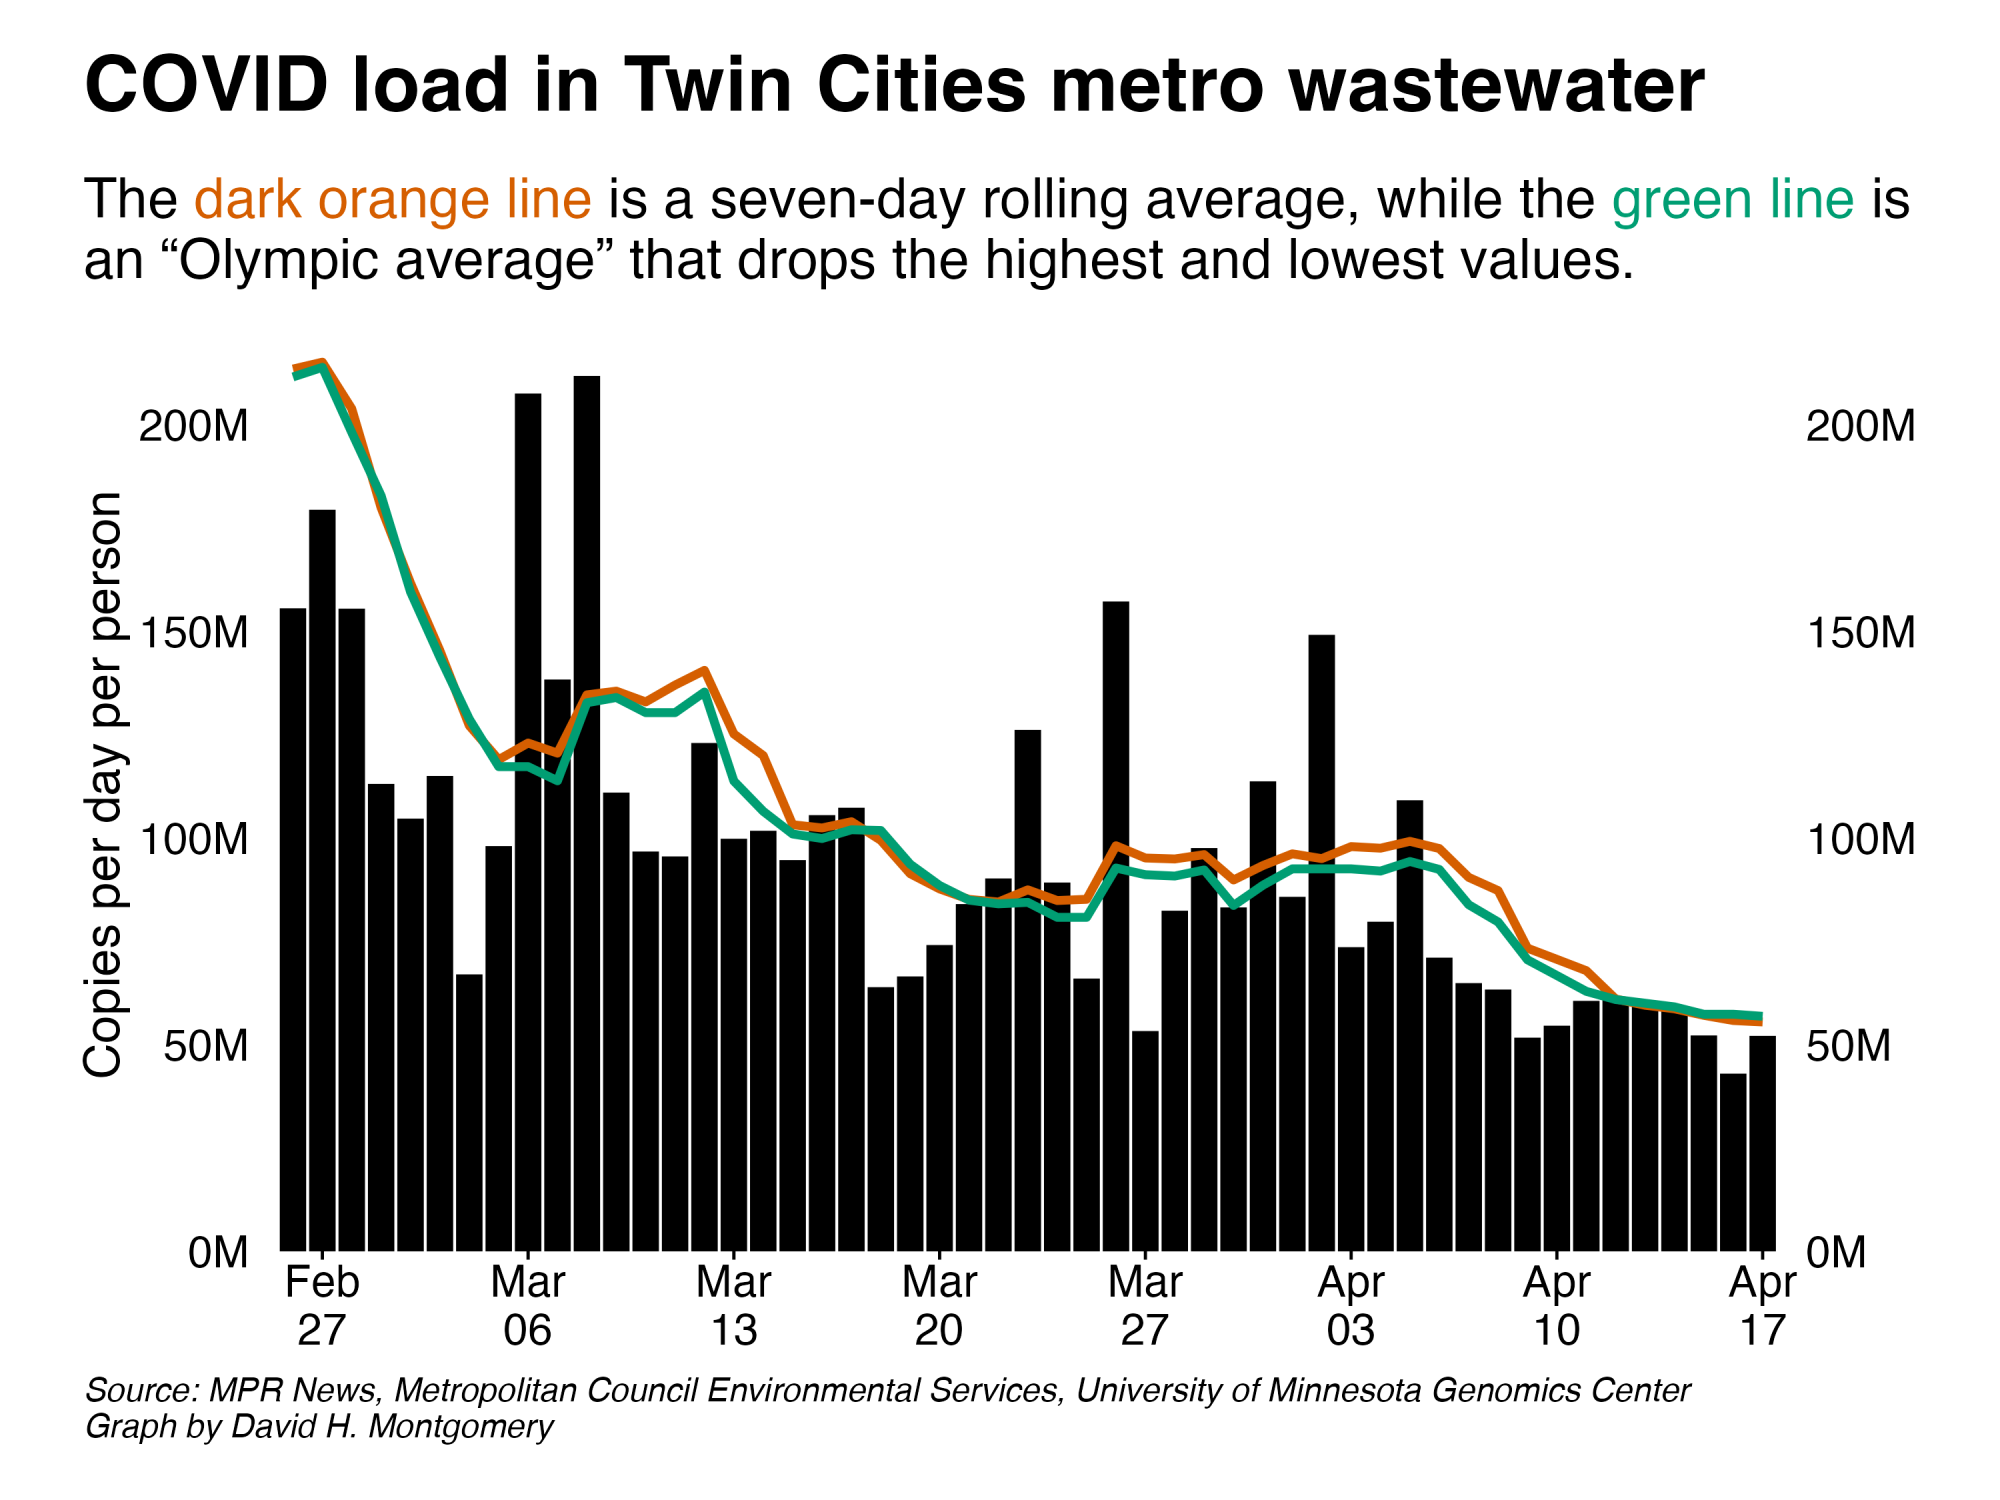 COVID load in Twin Cities metro wastewater
The dark orange line is a seven-day rolling average, while the green line is
an “Olympic average” that drops the highest and lowest values.
Copies per day per person
200M
150M
100M
50M
0M
200M
150M
100M
50M
0M
Feb Mar Mar Mar Mar Apr Apr Apr
27 06 13 20 27 03 10 17
Source: MPR News, Metropolitan Council Environmental Services, University of Minnesota Genomics Center
Graph by David H. Montgomery